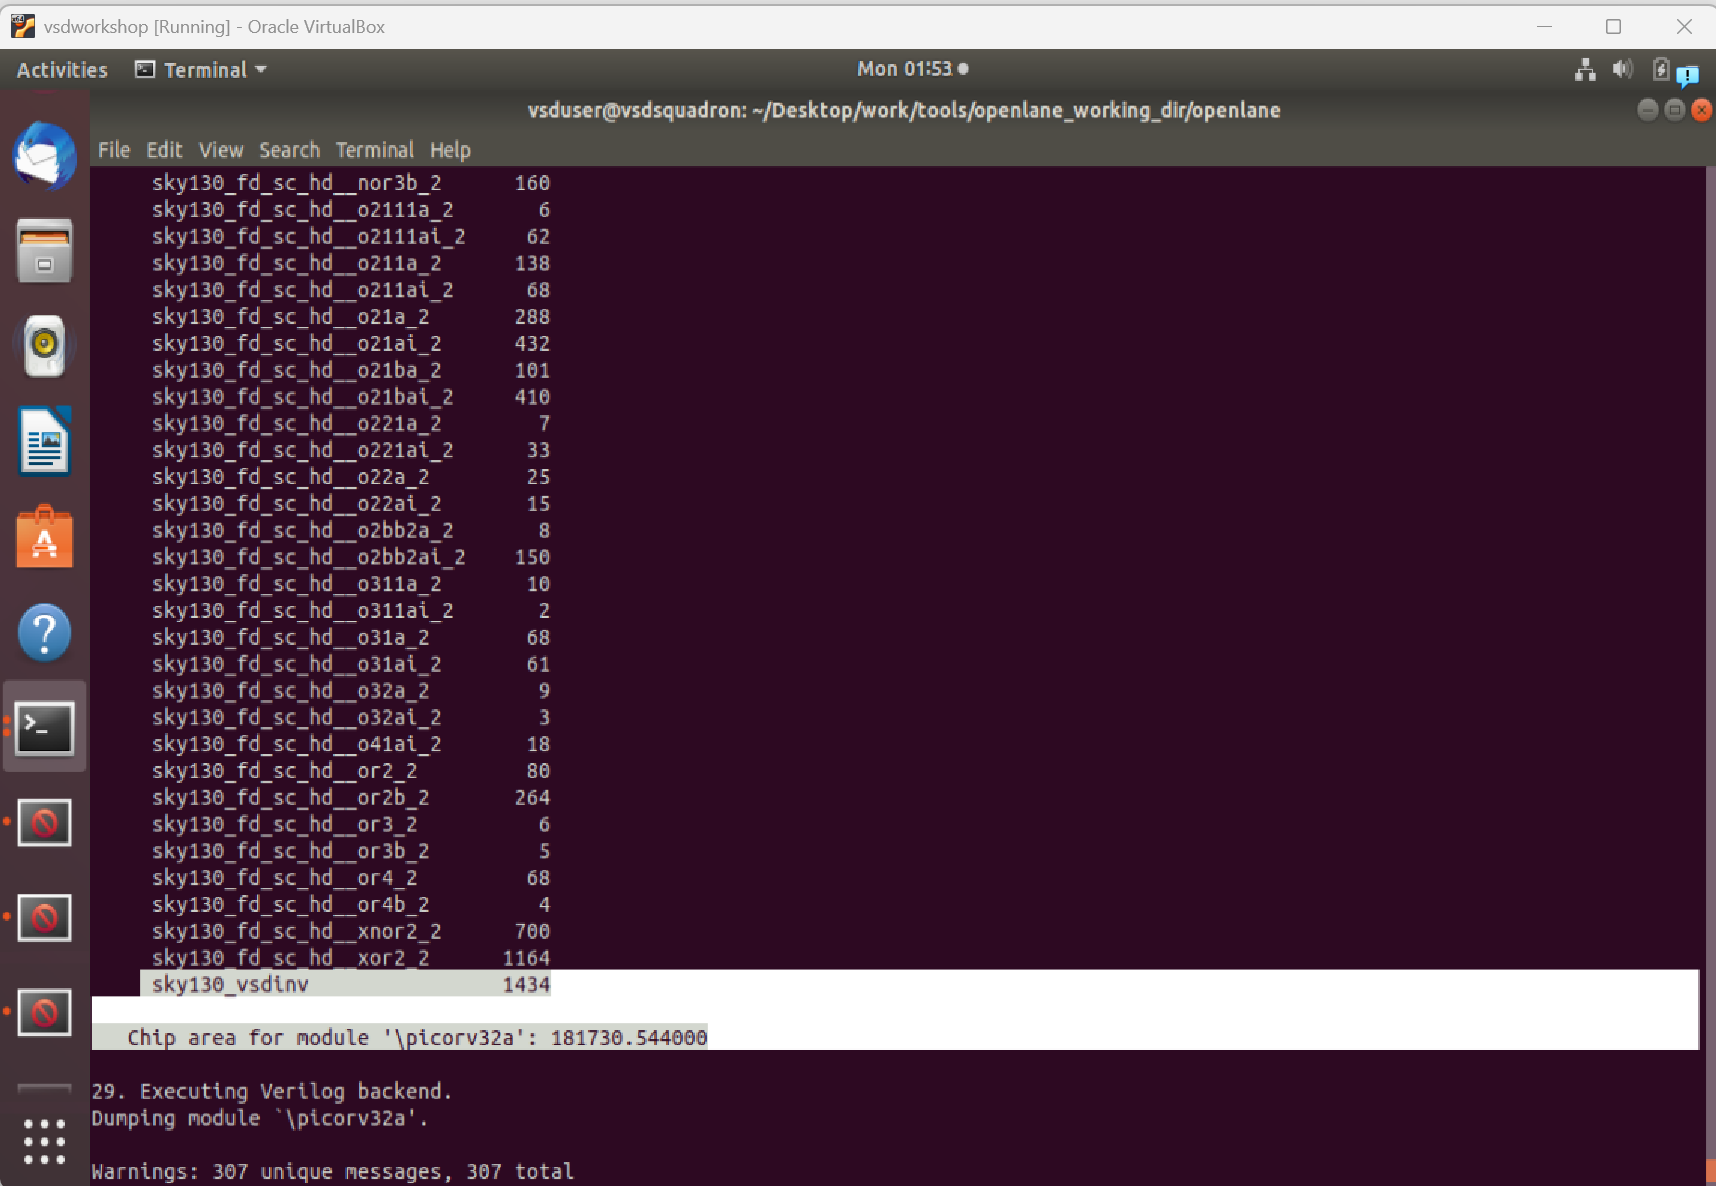 vsdworkshop [Running] - Oracle VirtualBox
Activities Terminal Mon 01:53
vsduser@vsdsquadron: ~/Desktop/work/tools/openlane_working_dir/openlane
File Edit View Search Terminal Help
sky130_fd_sc_hd__nor3b_2 160
sky130_fd_sc_hd__o2111a_2 6
sky130_fd_sc_hd__o2111ai_2 62
sky130_fd_sc_hd__o211a_2 138
sky130_fd_sc_hd__o211ai_2 68
sky130_fd_sc_hd__o21a_2 288
sky130_fd_sc_hd__o21ai_2 432
sky130_fd_sc_hd__o21ba_2 101
sky130_fd_sc_hd__o21bai_2 410
sky130_fd_sc_hd__o221a_2 7
sky130_fd_sc_hd__o221ai_2 33
sky130_fd_sc_hd__o22a_2 25
sky130_fd_sc_hd__o22ai_2 15
sky130_fd_sc_hd__o2bb2a_2 8
sky130_fd_sc_hd__o2bb2ai_2 150
sky130_fd_sc_hd__o311a_2 10
sky130_fd_sc_hd__o311ai_2 2
sky130_fd_sc_hd__o31a_2 68
sky130_fd_sc_hd__o31ai_2 61
sky130_fd_sc_hd__o32a_2 9
sky130_fd_sc_hd__o32ai_2 3
sky130_fd_sc_hd__o41ai_2 18
sky130_fd_sc_hd__or2_2 80
sky130_fd_sc_hd__or2b_2 264
sky130_fd_sc_hd__or3_2 6
sky130_fd_sc_hd__or3b_2 5
sky130_fd_sc_hd__or4_2 68
sky130_fd_sc_hd__or4b_2 4
sky130_fd_sc_hd__xnor2_2 700
sky130_fd_sc_hd__xor2_2 1164
sky130_vsdinv 1434
Chip area for module '\picorv32a': 181730.544000
29. Executing Verilog backend.
Dumping module `\picorv32a'.
Warnings: 307 unique messages, 307 total